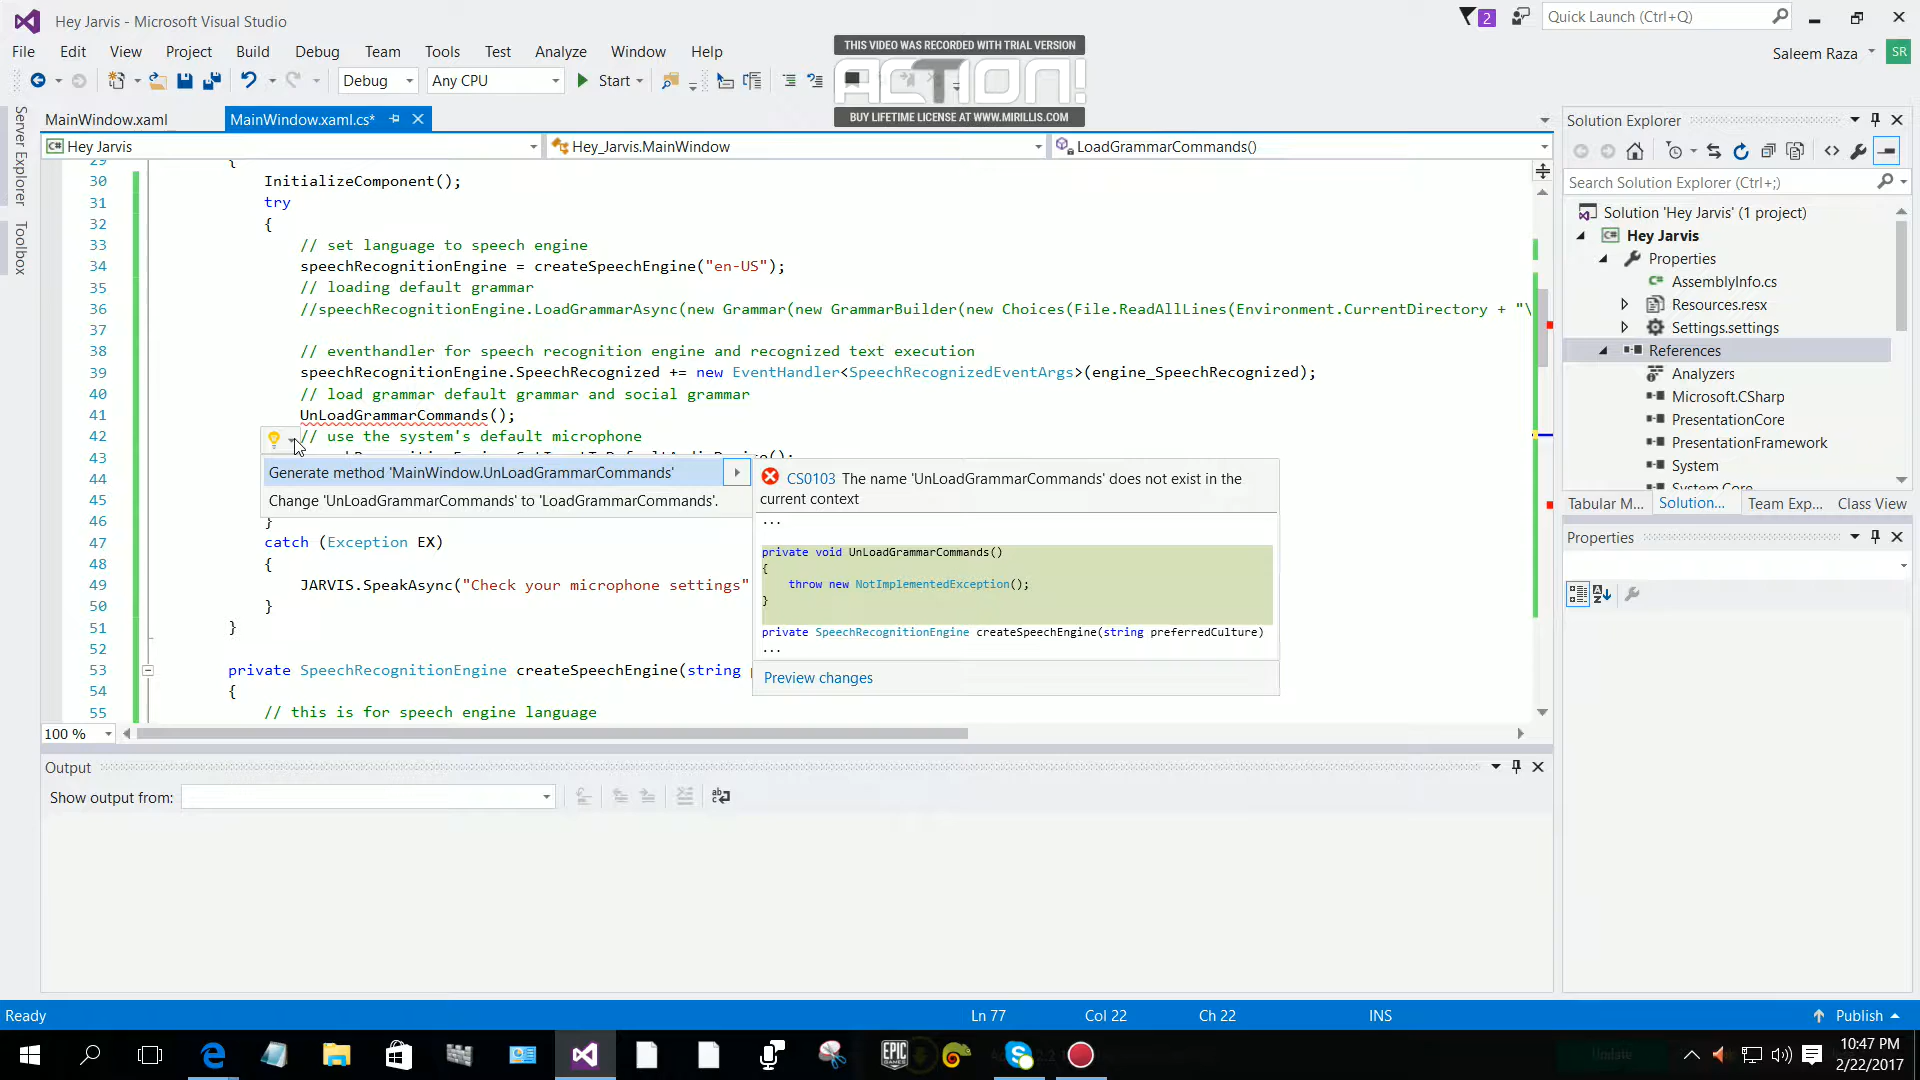 Hey Jarvis - Microsoft Visual Studio
2
Quick Launch (Ctrl+Q)
THIS VIDEO WAS RECORDED WITH TRIAL VERSION
ACTION!
BUY LIFETIME LICENSE AT WWW.MIRILLIS.COM
File Edit View Project Build Debug Team Tools Test Analyze Window Help
Saleem Raza
SR
Debug
Any CPU
Start
Server Explorer
Toolbox
MainWindow.xaml
MainWindow.xaml.cs*
Hey Jarvis
Hey_Jarvis.MainWindow
LoadGrammarCommands()
29 {
30 InitializeComponent();
31 try
32 {
33 // set language to speech engine
34 speechRecognitionEngine = createSpeechEngine("en-US");
35 // loading default grammar
36 //speechRecognitionEngine.LoadGrammarAsync(new Grammar(new GrammarBuilder(new Choices(File.ReadAllLines(Environment.CurrentDirectory + "\
37
38 // eventhandler for speech recognition engine and recognized text execution
39 speechRecognitionEngine.SpeechRecognized += new EventHandler<SpeechRecognizedEventArgs>(engine_SpeechRecognized);
40 // load grammar default grammar and social grammar
41 UnLoadGrammarCommands();
42 // use the system's default microphone
43
44
45
46 }
47 catch (Exception EX)
48 {
49 JARVIS.SpeakAsync("Check your microphone settings"
50 }
51 }
52
53 private SpeechRecognitionEngine createSpeechEngine(string
54 {
55 // this is for speech engine language
Generate method 'MainWindow.UnLoadGrammarCommands'
Change 'UnLoadGrammarCommands' to 'LoadGrammarCommands'.
CS0103 The name 'UnLoadGrammarCommands' does not exist in the
current context
...
private void UnLoadGrammarCommands()
{
throw new NotImplementedException();
}
private SpeechRecognitionEngine createSpeechEngine(string preferredCulture)
...
Preview changes
100 %
Output
Show output from:
Solution Explorer
Search Solution Explorer (Ctrl+;)
Solution 'Hey Jarvis' (1 project)
Hey Jarvis
Properties
AssemblyInfo.cs
Resources.resx
Settings.settings
References
Analyzers
Microsoft.CSharp
PresentationCore
PresentationFramework
System
System.Core
Tabular M... Solution... Team Exp... Class View
Properties
Ready
Ln 77
Col 22
Ch 22
INS
Publish
EPIC GAMES
10:47 PM
2/22/2017